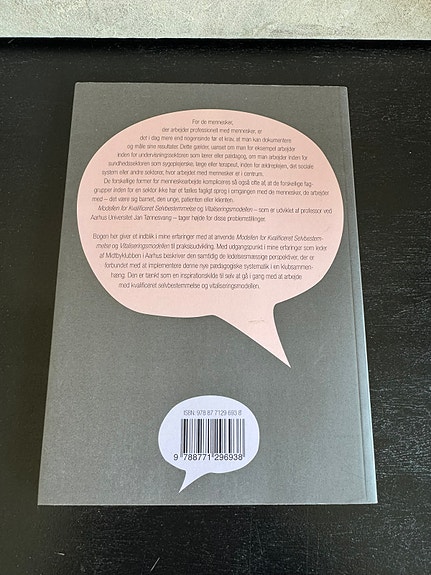 For de mennesker,
der arbejder professionelt med mennesker, er
det i dag mere end nogensinde før et krav, at man kan dokumentere
og måle sine resultater. Dette gælder, uanset om man for eksempel arbejder
inden for undervisningssektoren som lærer eller pædagog, om man arbejder inden for
sundhedssektoren som sygeplejerske, læge eller terapeut, inden for ældreplejen, det sociale
system eller andre sektorer, hvor arbejdet med mennesker er i centrum.
De forskellige former for menneskearbejde kompliceres så også ofte af, at de forskellige fag-
grupper inden for en sektor ikke har et fælles fagligt sprog i omgangen med de mennesker, de arbejder
med – det være sig barnet, den unge, patienten eller klienten.
Modellen for Kvalificeret Selvbestemmelse og Vitaliseringsmodellen – som er udviklet af professor ved
Aarhus Universitet Jan Tønnesvang – tager højde for disse problemstillinger.
Bogen her giver et indblik i mine erfaringer med at anvende Modellen for Kvalificeret Selvbestem-
melse og Vitaliseringsmodellen til praksisudvikling. Med udgangspunkt i mine erfaringer som leder
af Midtbyklubben i Aarhus beskriver den samtidig de ledelsesmæssige perspektiver, der er
forbundet med at implementere denne nye pædagogiske systematik i en klubsammen-
hæng. Den er tænkt som en inspirationskilde til selv at gå i gang med at arbejde
med kvalificeret selvbestemmelse og vitaliseringsmodellen.
ISBN: 978 87 7129 693 8
9 788771 296938